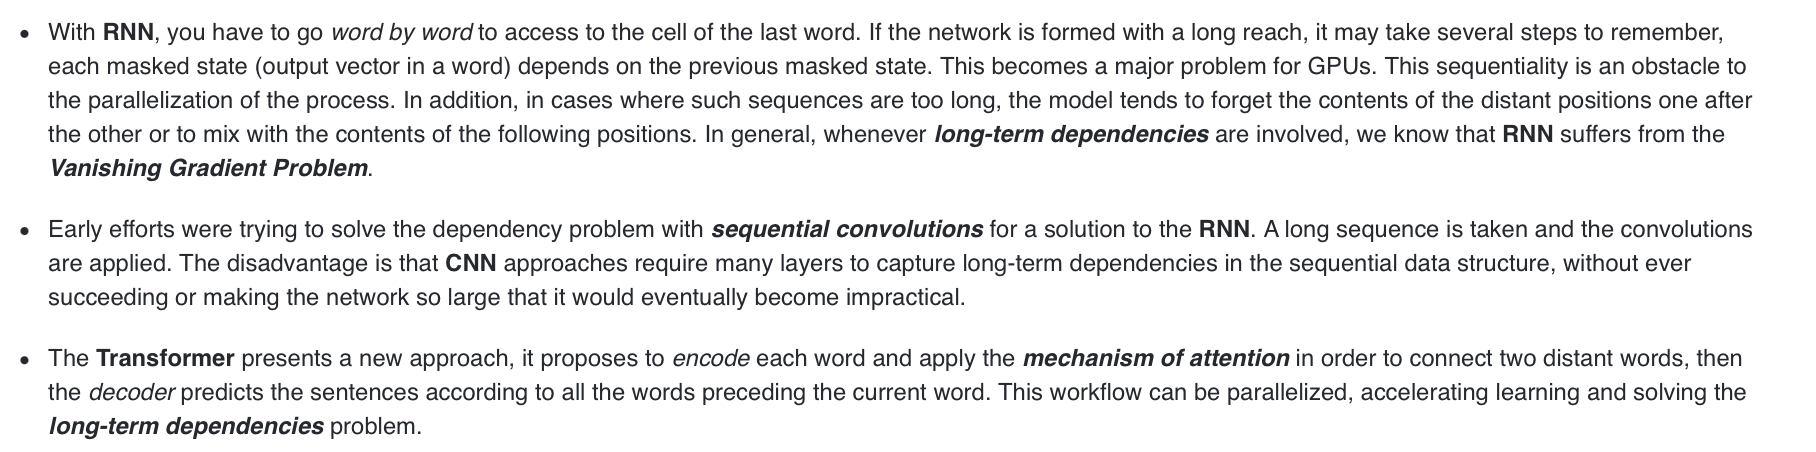 • With RNN, you have to go word by word to access to the cell of the last word. If the network is formed with a long reach, it may take several steps to remember,
each masked state (output vector in a word) depends on the previous masked state. This becomes a major problem for GPUs. This sequentiality is an obstacle to
the parallelization of the process. In addition, in cases where such sequences are too long, the model tends to forget the contents of the distant positions one after
the other or to mix with the contents of the following positions. In general, whenever long-term dependencies are involved, we know that RNN suffers from the
Vanishing Gradient Problem.
• Early efforts were trying to solve the dependency problem with sequential convolutions for a solution to the RNN. A long sequence is taken and the convolutions
are applied. The disadvantage is that CNN approaches require many layers to capture long-term dependencies in the sequential data structure, without ever
succeeding or making the network so large that it would eventually become impractical.
• The Transformer presents a new approach, it proposes to encode each word and apply the mechanism of attention in order to connect two distant words, then
the decoder predicts the sentences according to all the words preceding the current word. This workflow can be parallelized, accelerating learning and solving the
long-term dependencies problem.